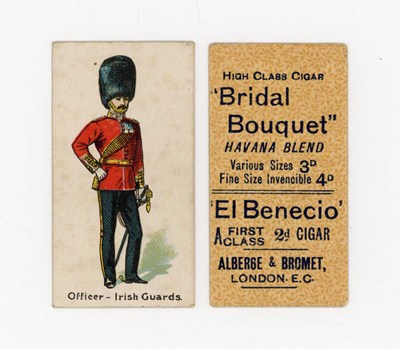 Officer - Irish Guards.
HIGH CLASS CIGAR
"Bridal
Bouquet"
HAVANA BLEND
Various Sizes 3D
Fine Size Invencible 4D
'El Benecio'
A FIRST CLASS 2d CIGAR
ALBERGE & BROMET,
LONDON. E.C.